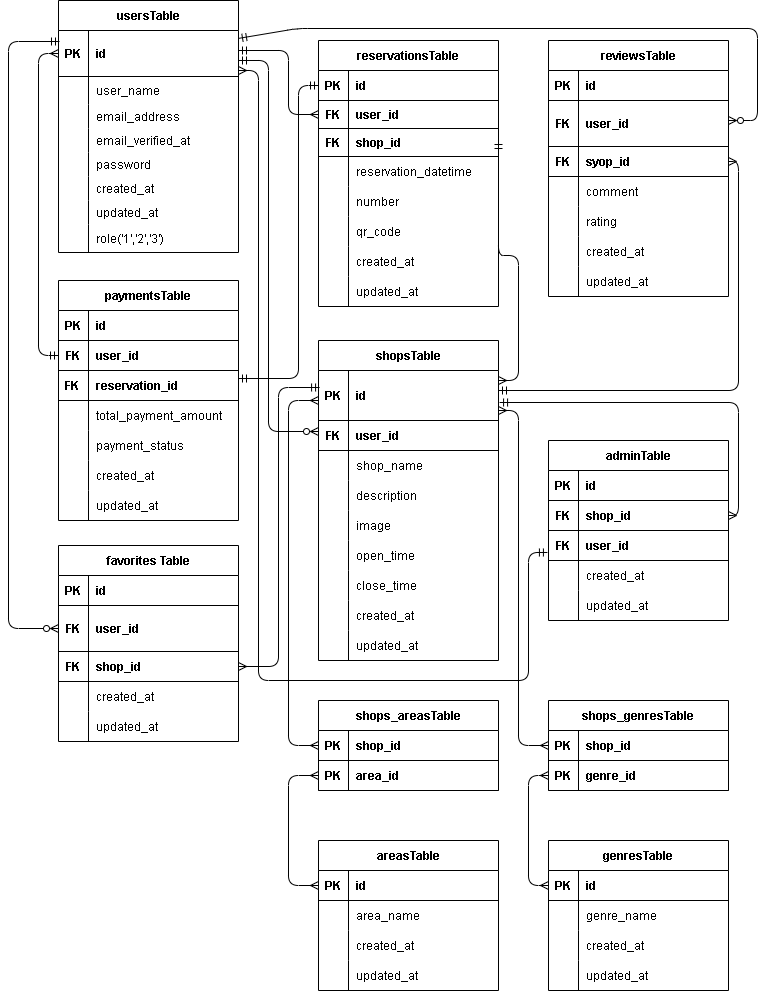 usersTable
PK id
user_name
email_address
email_verified_at
password
created_at
updated_at
role('1','2','3')
reservationsTable
PK id
FK user_id
FK shop_id
reservation_datetime
number
qr_code
created_at
updated_at
reviewsTable
PK id
FK user_id
FK syop_id
comment
rating
created_at
updated_at
paymentsTable
PK id
FK user_id
FK reservation_id
total_payment_amount
payment_status
created_at
updated_at
shopsTable
PK id
FK user_id
shop_name
description
image
open_time
close_time
created_at
updated_at
adminTable
PK id
FK shop_id
FK user_id
created_at
updated_at
favorites Table
PK id
FK user_id
FK shop_id
created_at
updated_at
shops_areasTable
PK shop_id
PK area_id
shops_genresTable
PK shop_id
PK genre_id
areasTable
PK id
area_name
created_at
updated_at
genresTable
PK id
genre_name
created_at
updated_at